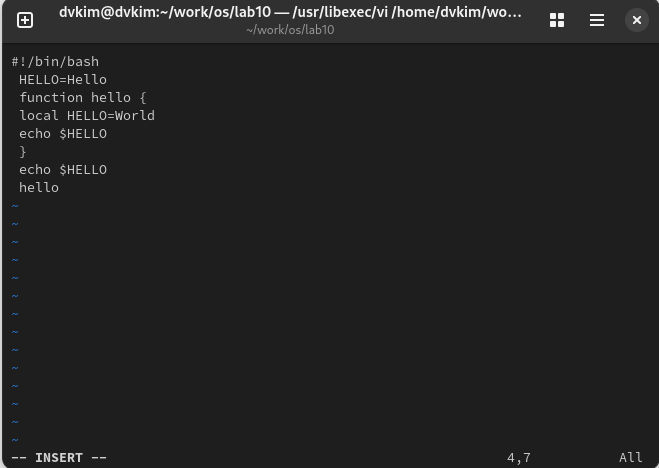 dvkim@dvkim:~/work/os/lab10 — /usr/libexec/vi /home/dvkim/wo…
~/work/os/lab10
#!/bin/bash
HELLO=Hello
function hello {
local HELLO=World
echo $HELLO
}
echo $HELLO
hello
~
~
~
~
~
~
~
~
~
~
~
~
~
~
-- INSERT -- 4,7 All